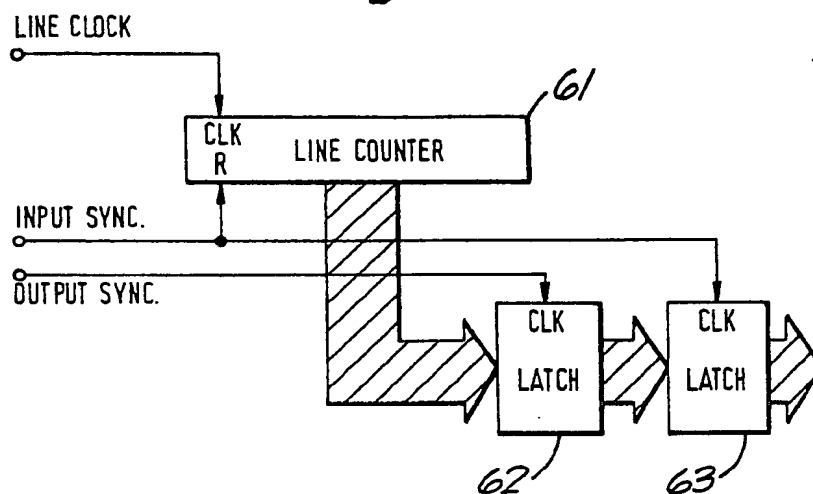 LINE CLOCK
61
CLK
R
LINE COUNTER
INPUT SYNC.
OUTPUT SYNC.
CLK
LATCH
CLK
LATCH
62
63